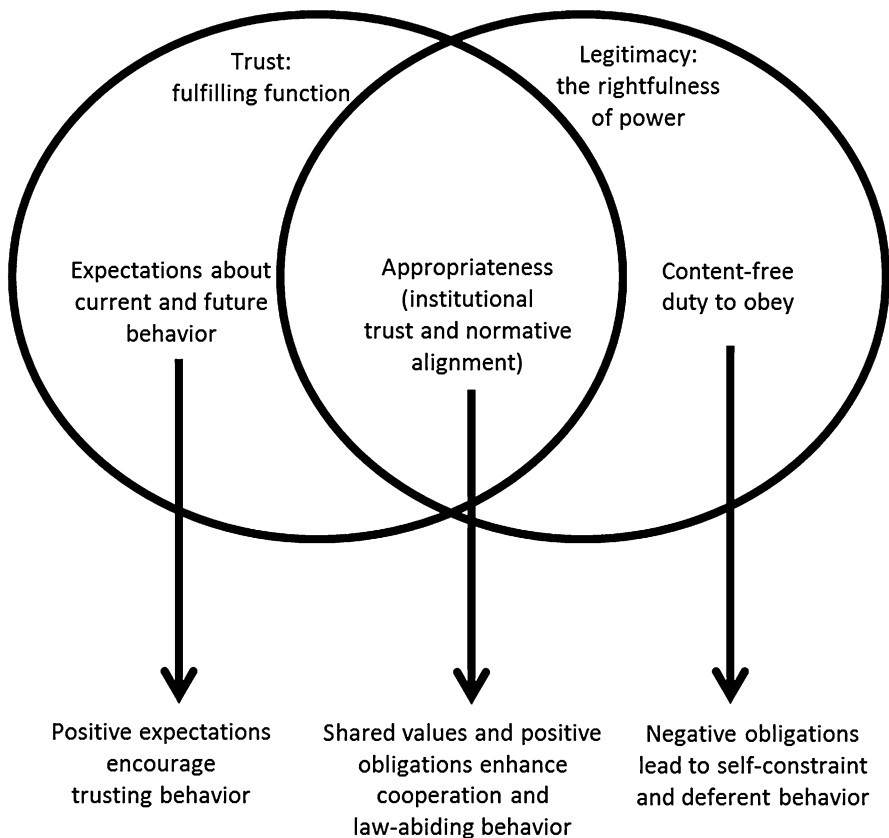 Trust:
fulfilling function
Legitimacy:
the rightfulness
of power
Expectations about
current and future
behavior
Appropriateness
(institutional
trust and normative
alignment)
Content-free
duty to obey
Positive expectations
encourage
trusting behavior
Shared values and positive
obligations enhance
cooperation and
law-abiding behavior
Negative obligations
lead to self-constraint
and deferent behavior